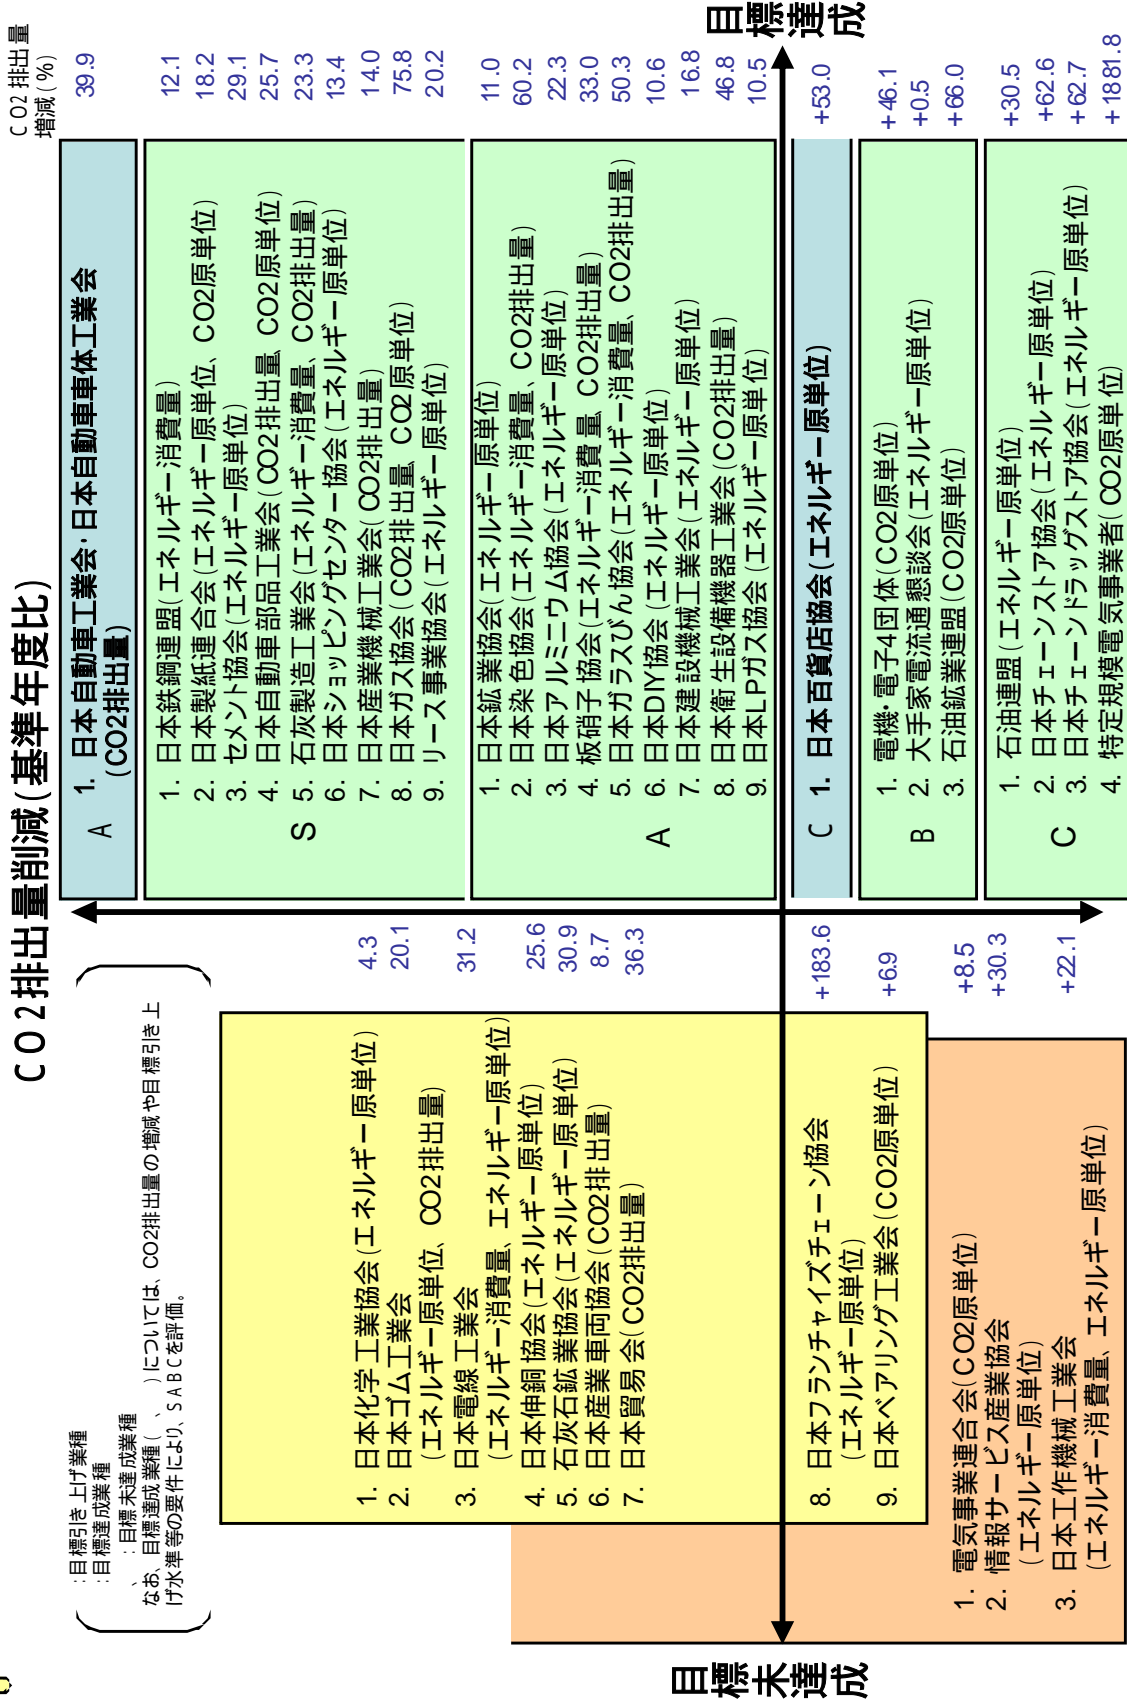 CO2排出量削減(基準年度比)
CO2排出量
増減(%)
:目標引き上げ業種
:目標達成業種
、　:目標未達成業種
なお、目標達成業種(　、　)については、CO2排出量の増減や目標引き上
げ水準等の要件により、SABCを評価。
A
1. 日本自動車工業会・日本自動車車体工業会
(CO2排出量)
39.9
S
1. 日本鉄鋼連盟(エネルギー消費量)
12.1
2. 日本製紙連合会(エネルギー原単位、CO2原単位)
18.2
3. セメント協会(エネルギー原単位)
29.1
4. 日本自動車部品工業会(CO2排出量、CO2原単位)
25.7
5. 石灰製造工業会(エネルギー消費量、CO2排出量)
23.3
6. 日本ショッピングセンター協会(エネルギー原単位)
13.4
7. 日本産業機械工業会(CO2排出量)
14.0
8. 日本ガス協会(CO2排出量、CO2原単位)
75.8
9. リース事業協会(エネルギー原単位)
20.2
A
1. 日本鉱業協会(エネルギー原単位)
11.0
2. 日本染色協会(エネルギー消費量、CO2排出量)
60.2
3. 日本アルミニウム協会(エネルギー原単位)
22.3
4. 板硝子協会(エネルギー消費量、CO2排出量)
33.0
5. 日本ガラスびん協会(エネルギー消費量、CO2排出量)
50.3
6. 日本DIY協会(エネルギー原単位)
10.6
7. 日本建設機械工業会(エネルギー原単位)
16.8
8. 日本衛生設備機器工業会(CO2排出量)
46.8
9. 日本LPガス協会(エネルギー原単位)
10.5
1. 日本化学工業協会(エネルギー原単位)
4.3
2. 日本ゴム工業会
(エネルギー原単位、CO2排出量)
20.1
3. 日本電線工業会
(エネルギー消費量、エネルギー原単位)
31.2
4. 日本伸銅協会(エネルギー原単位)
25.6
5. 石灰石鉱業協会(エネルギー原単位)
30.9
6. 日本産業車両協会(CO2排出量)
8.7
7. 日本貿易会(CO2排出量)
36.3
目標未達成
目標
達成
8. 日本フランチャイズチェーン協会
(エネルギー原単位)
+183.6
9. 日本ベアリング工業会(CO2原単位)
+6.9
1. 電気事業連合会(CO2原単位)
+8.5
2. 情報サービス産業協会
(エネルギー原単位)
+30.3
3. 日本工作機械工業会
(エネルギー消費量、エネルギー原単位)
+22.1
C
1. 日本百貨店協会(エネルギー原単位)
+53.0
B
1. 電機・電子4団体(CO2原単位)
+46.1
2. 大手家電流通懇談会(エネルギー原単位)
+0.5
3. 石油鉱業連盟(CO2原単位)
+66.0
C
1. 石油連盟(エネルギー原単位)
+30.5
2. 日本チェーンストア協会(エネルギー原単位)
+62.6
3. 日本チェーンドラッグストア協会(エネルギー原単位)
+62.7
4. 特定規模電気事業者(CO2原単位)
+1881.8